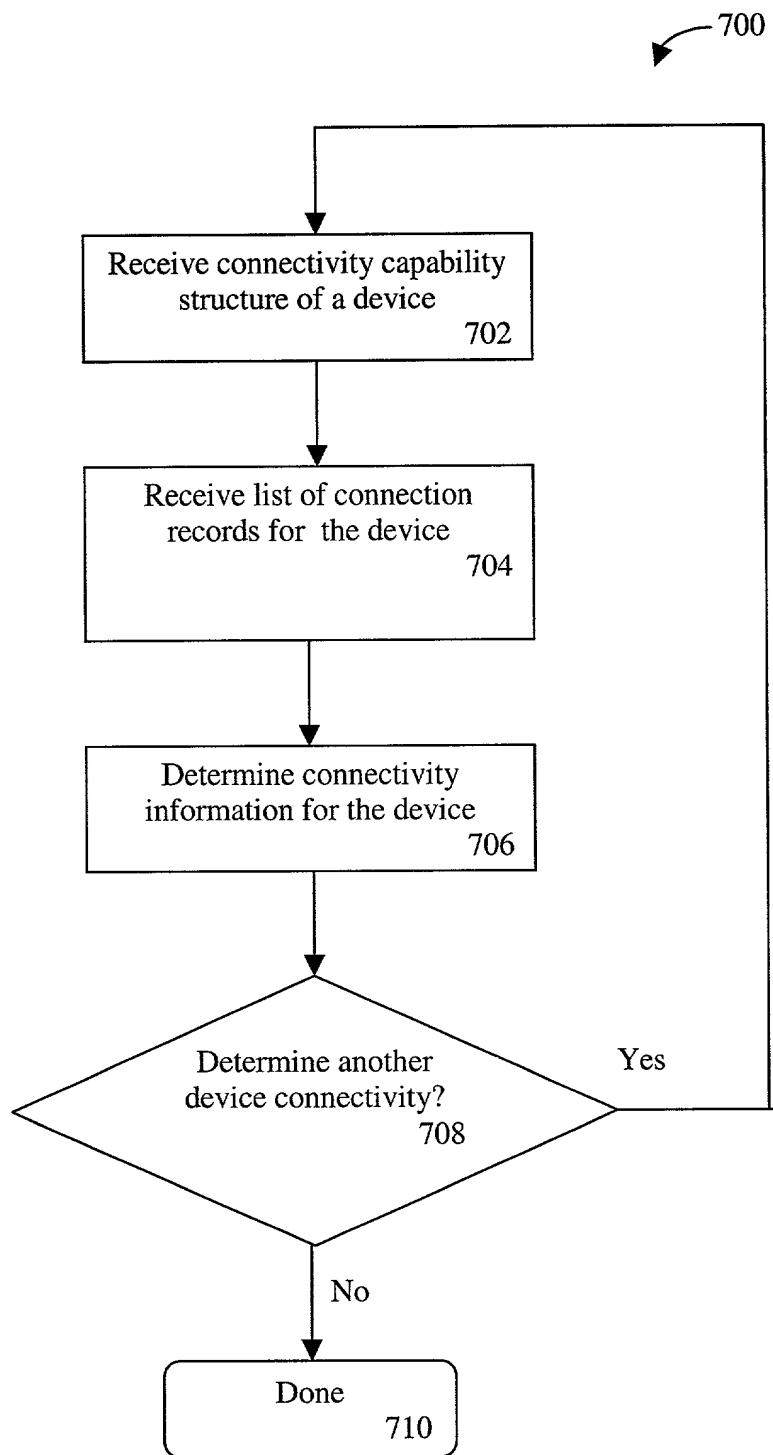 700
Receive connectivity capability
structure of a device
702
Receive list of connection
records for the device
704
Determine connectivity
information for the device
706
Determine another
device connectivity?
708
Yes
No
Done
710